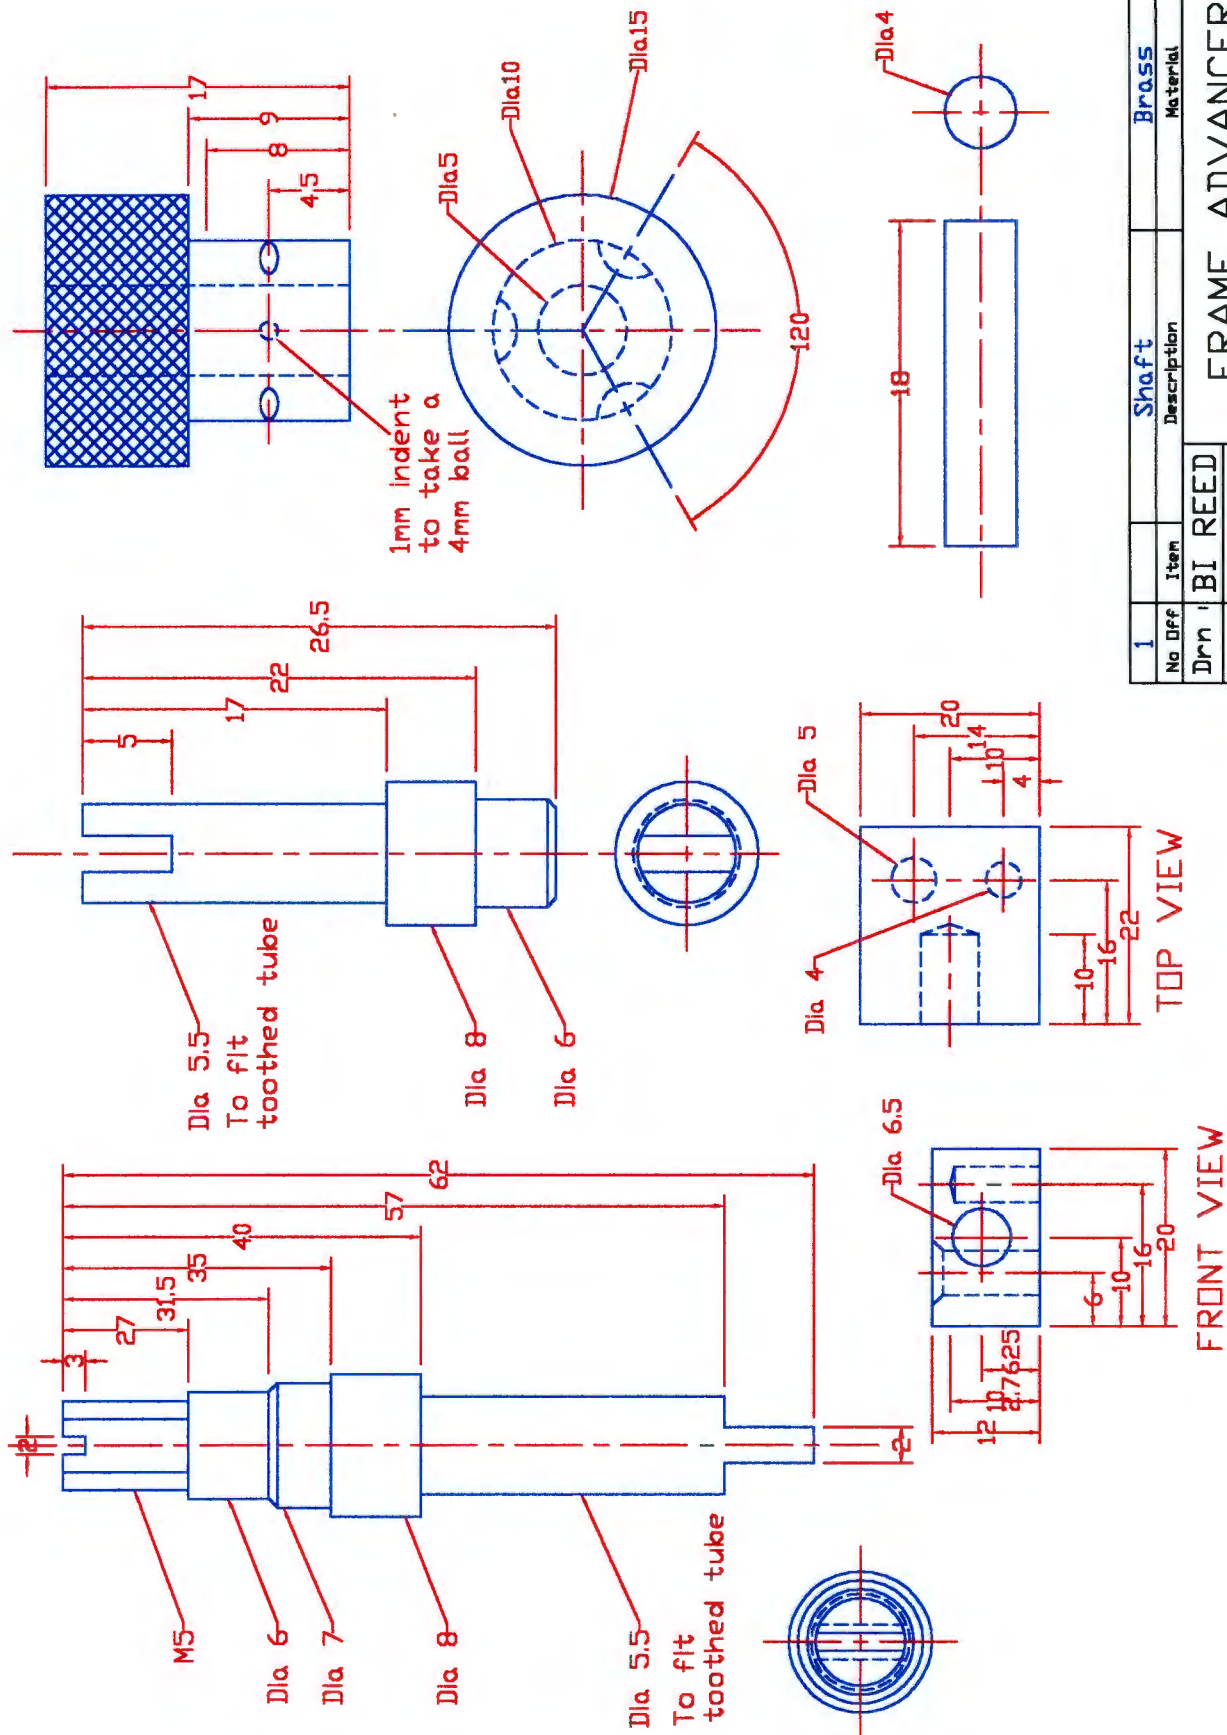 17
9
8
4.5
1mm indent
to take a
4mm ball
Dia5
Dia10
Dia15
120
18
Dia4
5
17
22
26.5
Dia 5.5
To fit
toothed tube
Dia 8
Dia 6
2
3
27
31.5
35
40
57
62
M5
Dia 6
Dia 7
Dia 8
Dia 5.5
To fit
toothed tube
2
Dia 4
Dia 5
20
14
10
4
10
16
22
TOP VIEW
Dia 6.5
12
10
2.7625
6
10
16
20
FRONT VIEW
1 Shaft Brass
No Off Item Description Material
Drn BI REED
FRAME ADVANCER